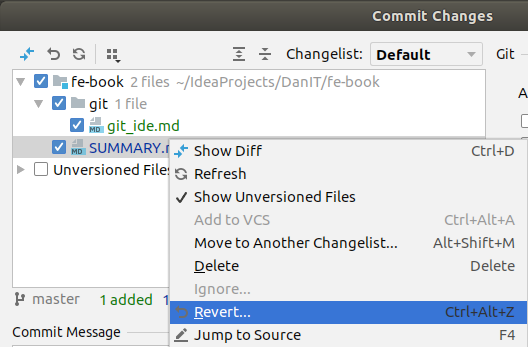 Commit Changes
Changelist: Default Git
fe-book 2 files ~/IdeaProjects/DanIT/fe-book
git 1 file
MD git_ide.md
MD SUMMARY.
Show Diff Ctrl+D
Unversioned Files
Refresh
Show Unversioned Files
Add to VCS Ctrl+Alt+A
Move to Another Changelist... Alt+Shift+M
Delete Delete
Ignore...
master 1 added 1
Revert... Ctrl+Alt+Z
Commit Message
Jump to Source F4